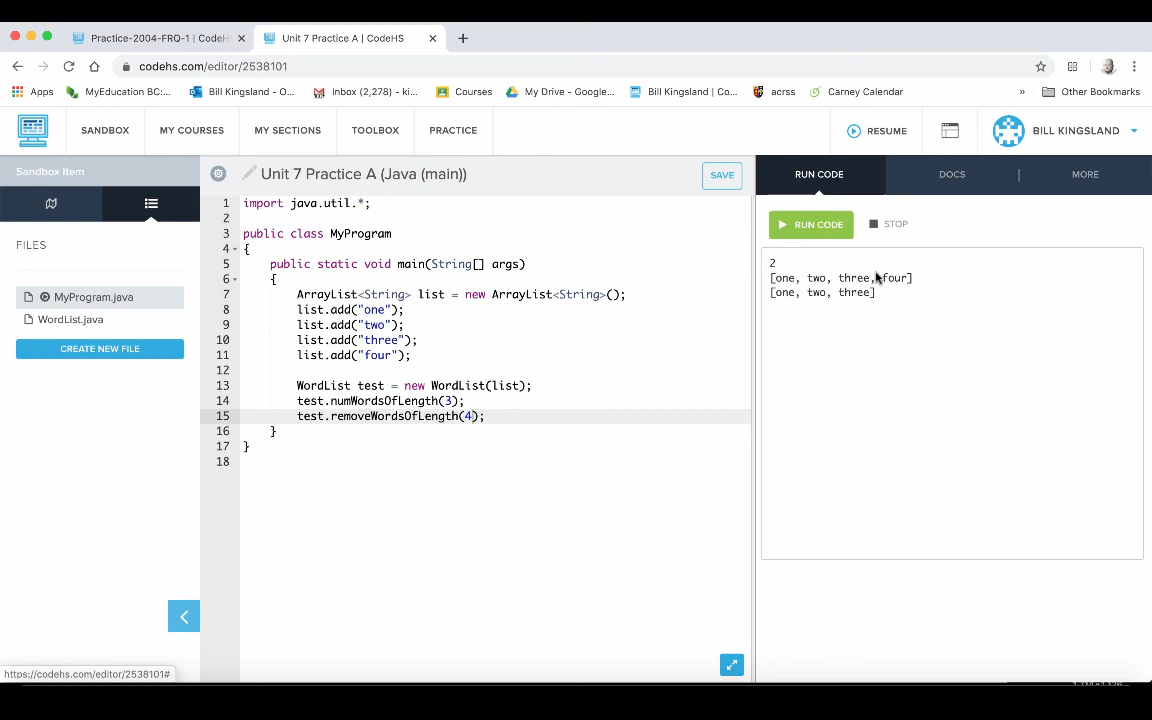 Practice-2004-FRQ-1 | CodeHS
Unit 7 Practice A | CodeHS
codehs.com/editor/2538101
Apps
MyEducation BC:...
Bill Kingsland - O...
Inbox (2,278) - ki...
Courses
My Drive - Google...
Bill Kingsland | Co...
acrss
Carney Calendar
»
Other Bookmarks
SANDBOX
MY COURSES
MY SECTIONS
TOOLBOX
PRACTICE
RESUME
BILL KINGSLAND
Sandbox Item
Unit 7 Practice A (Java (main))
SAVE
RUN CODE
DOCS
MORE
FILES
MyProgram.java
WordList.java
CREATE NEW FILE
1 import java.util.*;
2
3 public class MyProgram
4 {
5 public static void main(String[] args)
6 {
7 ArrayList<String> list = new ArrayList<String>();
8 list.add("one");
9 list.add("two");
10 list.add("three");
11 list.add("four");
12
13 WordList test = new WordList(list);
14 test.numWordsOfLength(3);
15 test.removeWordsOfLength(4);
16 }
17 }
18
RUN CODE
STOP
2
[one, two, three, four]
[one, two, three]
https://codehs.com/editor/2538101#